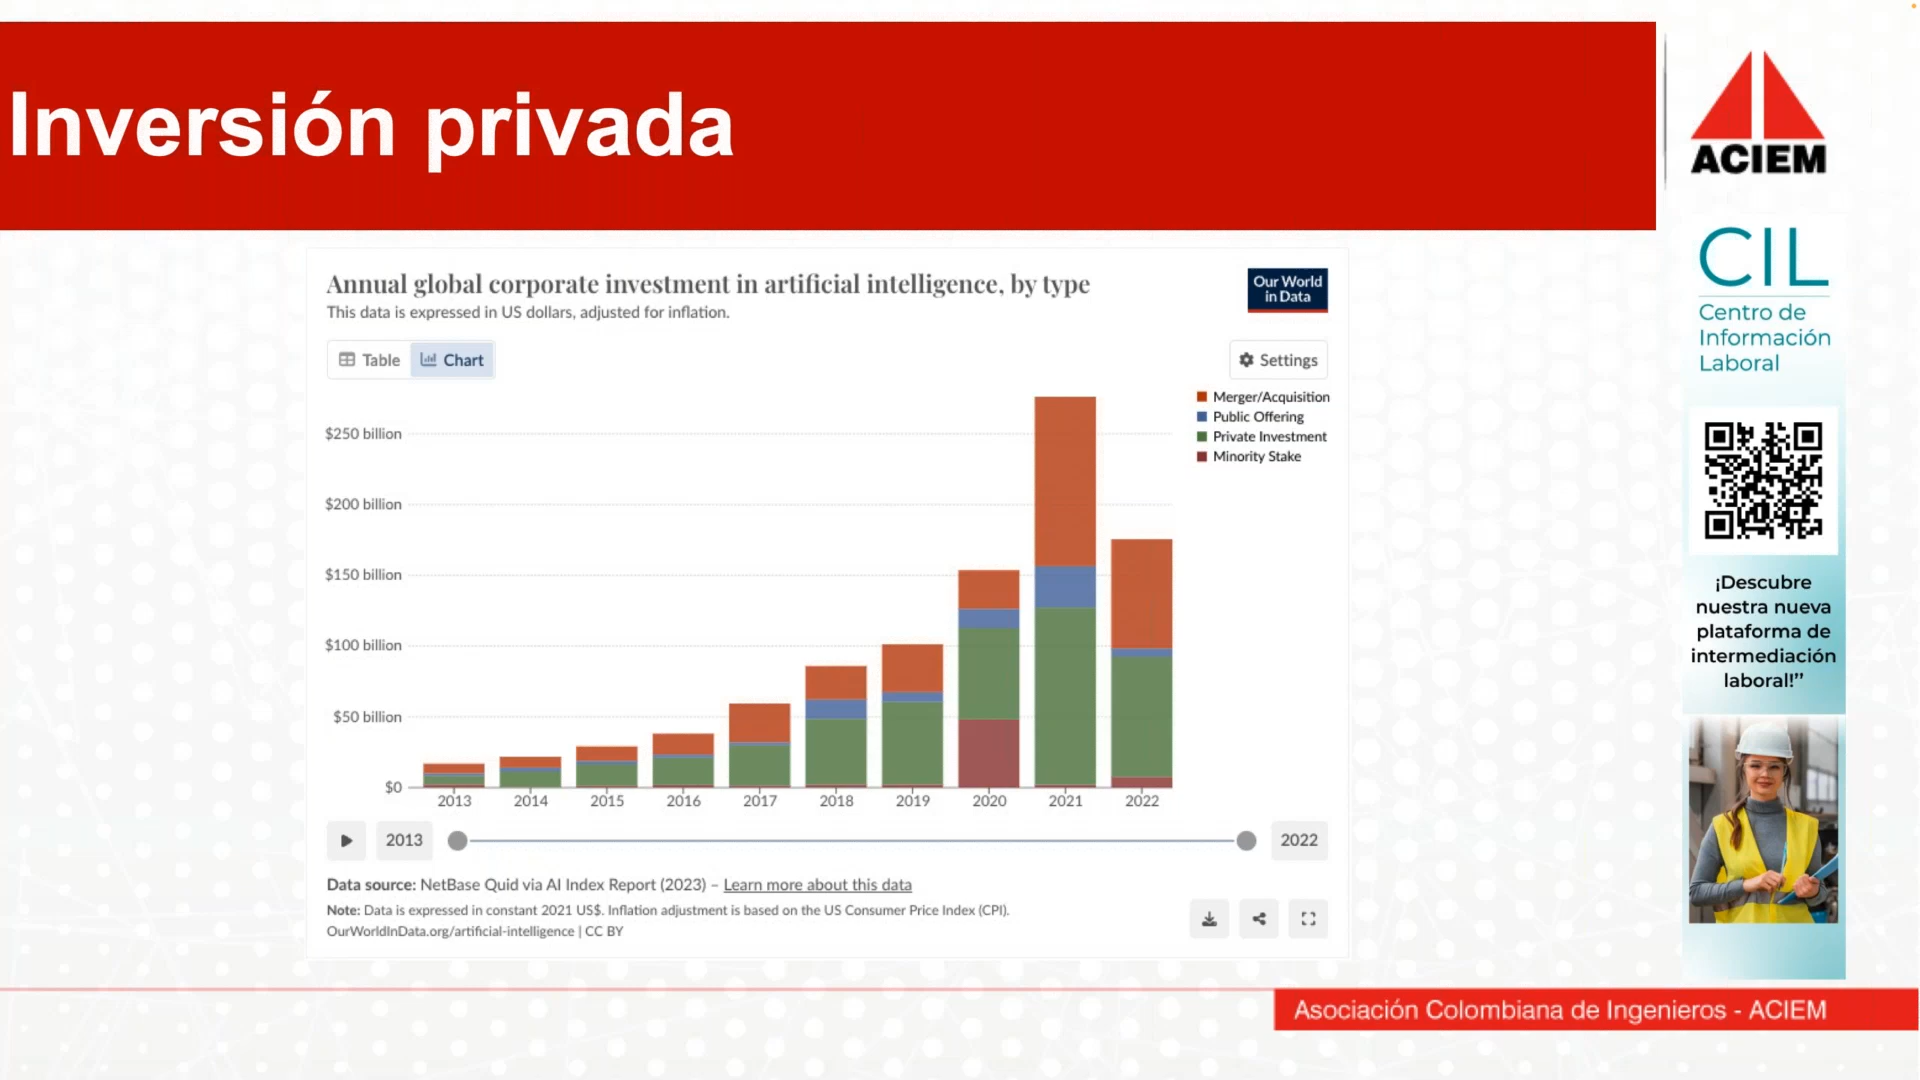 Inversión privada
ACIEM
CIL
Centro de
Información
Laboral
¡Descubre
nuestra nueva
plataforma de
intermediación
laboral!”
Annual global corporate investment in artificial intelligence, by type
This data is expressed in US dollars, adjusted for inflation.
Our World
in Data
Table
Chart
Settings
Merger/Acquisition
Public Offering
Private Investment
Minority Stake
$250 billion
$200 billion
$150 billion
$100 billion
$50 billion
$0
2013 2014 2015 2016 2017 2018 2019 2020 2021 2022
2013
2022
Data source: NetBase Quid via AI Index Report (2023) – Learn more about this data
Note: Data is expressed in constant 2021 US$. Inflation adjustment is based on the US Consumer Price Index (CPI).
OurWorldInData.org/artificial-intelligence | CC BY
Asociación Colombiana de Ingenieros - ACIEM